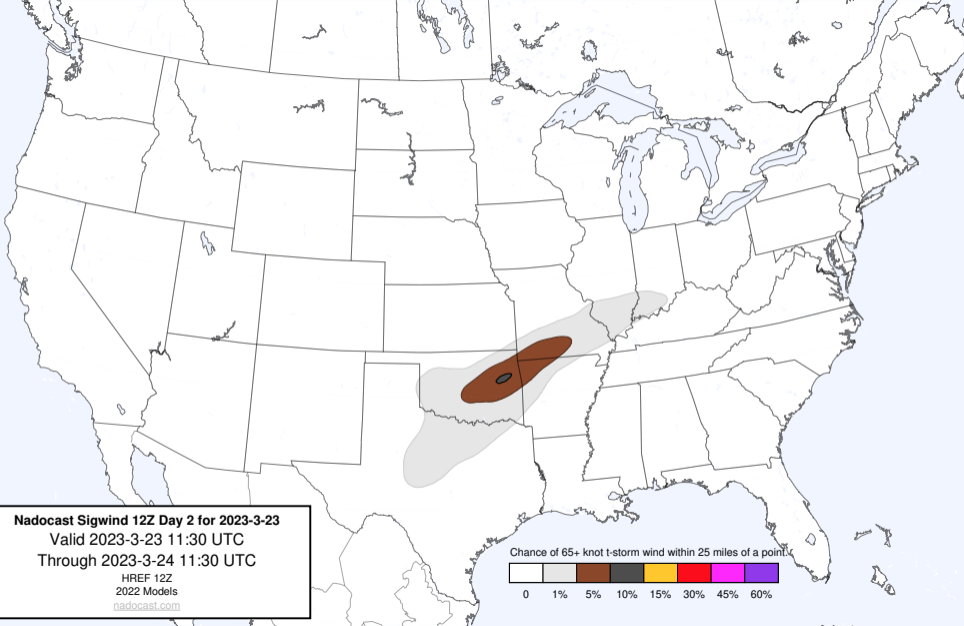 Nadocast Sigwind 12Z Day 2 for 2023-3-23
Valid 2023-3-23 11:30 UTC
Through 2023-3-24 11:30 UTC
HREF 12Z
2022 Models
nadocast.com
Chance of 65+ knot t-storm wind within 25 miles of a point.
0 1% 5% 10% 15% 30% 45% 60%